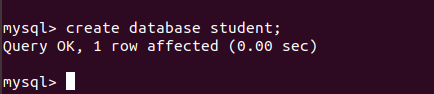 mysql> create database student;
Query OK, 1 row affected (0.00 sec)
mysql>